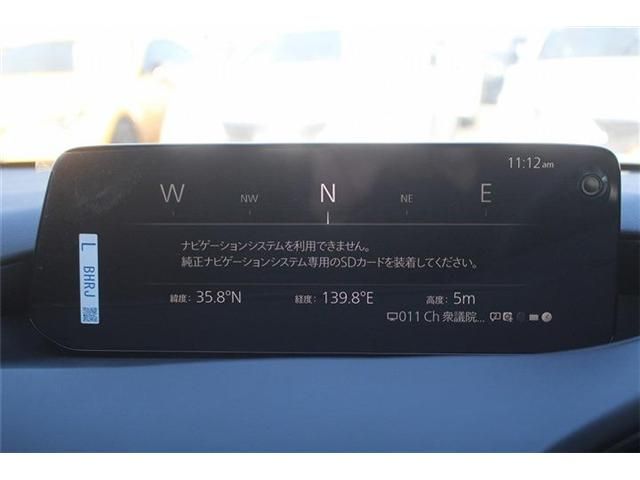 11:12 am
W NW N NE E
ナビゲーションシステムを利用できません。
純正ナビゲーションシステム専用のSDカードを装着してください。
緯度: 35.8°N 経度: 139.8°E 高度: 5m
011 Ch 衆議院...
L BHRJ